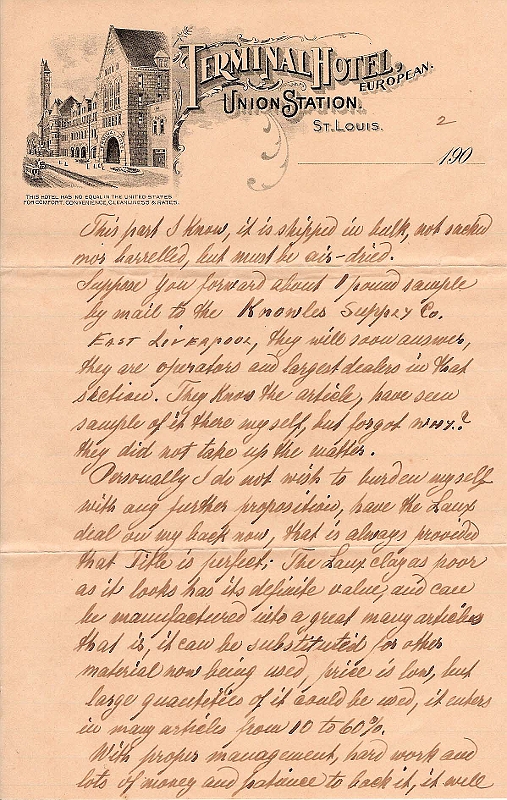 TERMINAL HOTEL,
EUROPEAN.
UNION STATION.
ST. LOUIS.
2
190
THIS HOTEL HAS NO EQUAL IN THE UNITED STATES
FOR COMFORT, CONVENIENCE, CLEANLINESS & RATES.
This part I know, it is shipped in bulk, not sacked
nor barrelled, but must be air-dried.
Suppose you forward about 1 pound sample
by mail to the Knowles Supply Co.
East Liverpool, they will soon answer,
they are operators and largest dealers in that
section. They know the article, have seen
sample of it there myself, but forgot why?
they did not take up the matter.
Personally I do not wish to burden myself
with any further proposition, have the Laux
deal on my back now, that is always provided
that Title is perfect; The Laux clay as poor
as it looks has its definite value, and can
be manufactured into a great many articles
that is, it can be substituted for other
material now being used, price is low, but
large quantities of it could be used, it enters
in many articles from 10 to 60%.
With proper management, hard work and
lots of money and patience to back it, it will